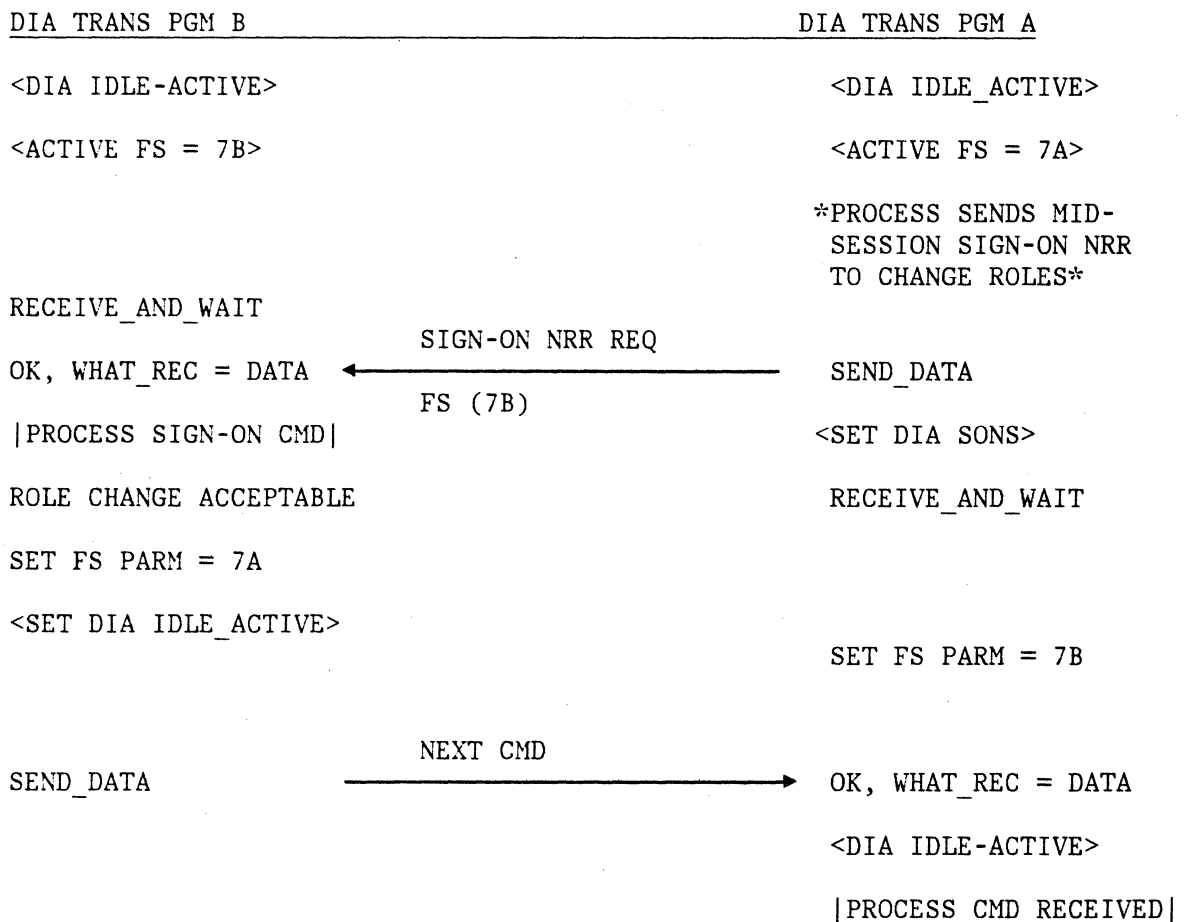 DIA TRANS PGM B DIA TRANS PGM A
<DIA IDLE-ACTIVE> <DIA IDLE_ACTIVE>
<ACTIVE FS = 7B> <ACTIVE FS = 7A>
*PROCESS SENDS MID-
SESSION SIGN-ON NRR
TO CHANGE ROLES*
RECEIVE_AND_WAIT
SIGN-ON NRR REQ
OK, WHAT_REC = DATA SEND_DATA
FS (7B)
|PROCESS SIGN-ON CMD| <SET DIA SONS>
ROLE CHANGE ACCEPTABLE RECEIVE_AND_WAIT
SET FS PARM = 7A
<SET DIA IDLE_ACTIVE>
SET FS PARM = 7B
NEXT CMD
SEND_DATA OK, WHAT_REC = DATA
<DIA IDLE-ACTIVE>
|PROCESS CMD RECEIVED|